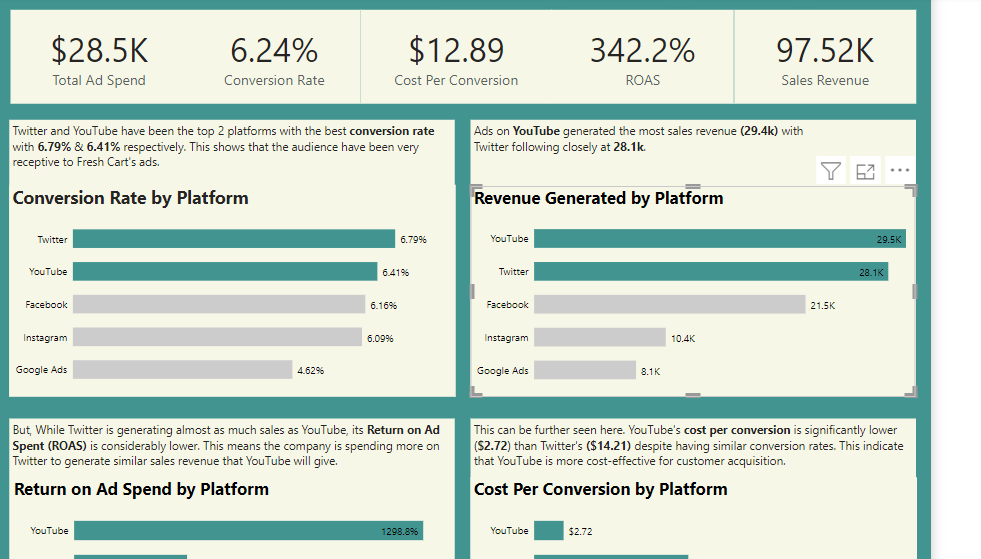 $28.5K
Total Ad Spend
6.24%
Conversion Rate
$12.89
Cost Per Conversion
342.2%
ROAS
97.52K
Sales Revenue
Twitter and YouTube have been the top 2 platforms with the best conversion rate
with 6.79% & 6.41% respectively. This shows that the audience have been very
receptive to Fresh Cart's ads.
Conversion Rate by Platform
Twitter 6.79%
YouTube 6.41%
Facebook 6.16%
Instagram 6.09%
Google Ads 4.62%
Ads on YouTube generated the most sales revenue (29.4k) with
Twitter following closely at 28.1k.
Revenue Generated by Platform
YouTube 29.5K
Twitter 28.1K
Facebook 21.5K
Instagram 10.4K
Google Ads 8.1K
But, While Twitter is generating almost as much sales as YouTube, its Return on Ad
Spent (ROAS) is considerably lower. This means the company is spending more on
Twitter to generate similar sales revenue that YouTube will give.
Return on Ad Spend by Platform
YouTube 1298.8%
This can be further seen here. YouTube's cost per conversion is significantly lower
($2.72) than Twitter's ($14.21) despite having similar conversion rates. This indicate
that YouTube is more cost-effective for customer acquisition.
Cost Per Conversion by Platform
YouTube $2.72